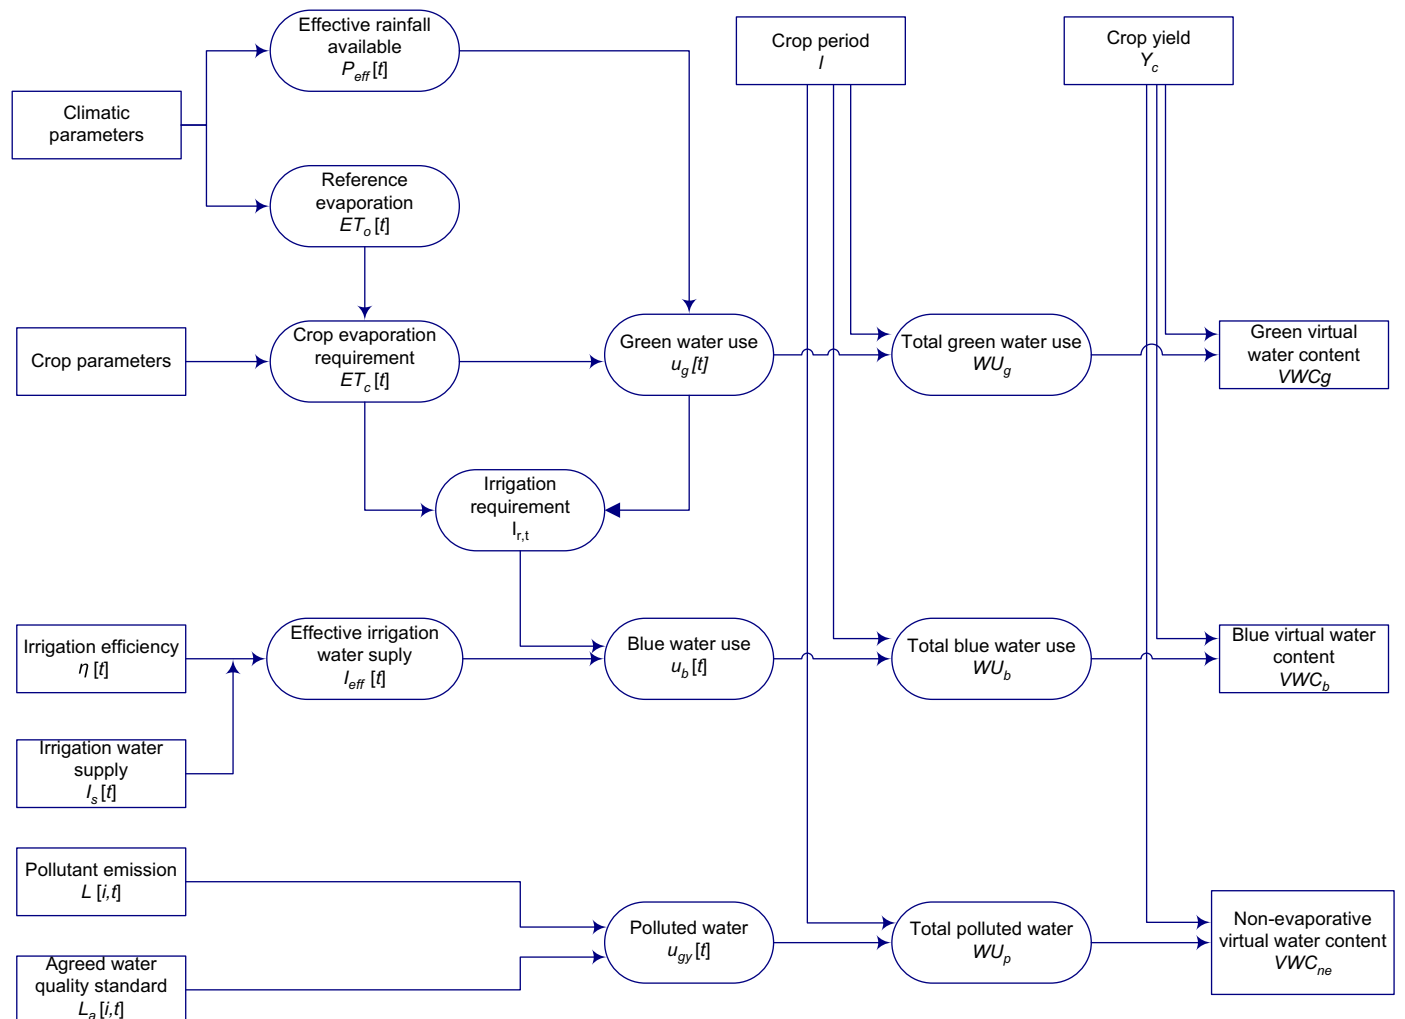 Effective rainfall
available
P_eff [t]
Crop period
l
Crop yield
Y_c
Climatic
parameters
Reference
evaporation
ET_o [t]
Crop parameters
Crop evaporation
requirement
ET_c [t]
Green water use
u_g [t]
Total green water use
WU_g
Green virtual
water content
VWCg
Irrigation
requirement
I_r,t
Irrigation efficiency
η [t]
Effective irrigation
water suply
I_eff [t]
Blue water use
u_b [t]
Total blue water use
WU_b
Blue virtual water
content
VWC_b
Irrigation water
supply
I_s [t]
Pollutant emission
L [i,t]
Polluted water
u_gy [t]
Total polluted water
WU_p
Non-evaporative
virtual water content
VWC_ne
Agreed water
quality standard
L_a [i,t]